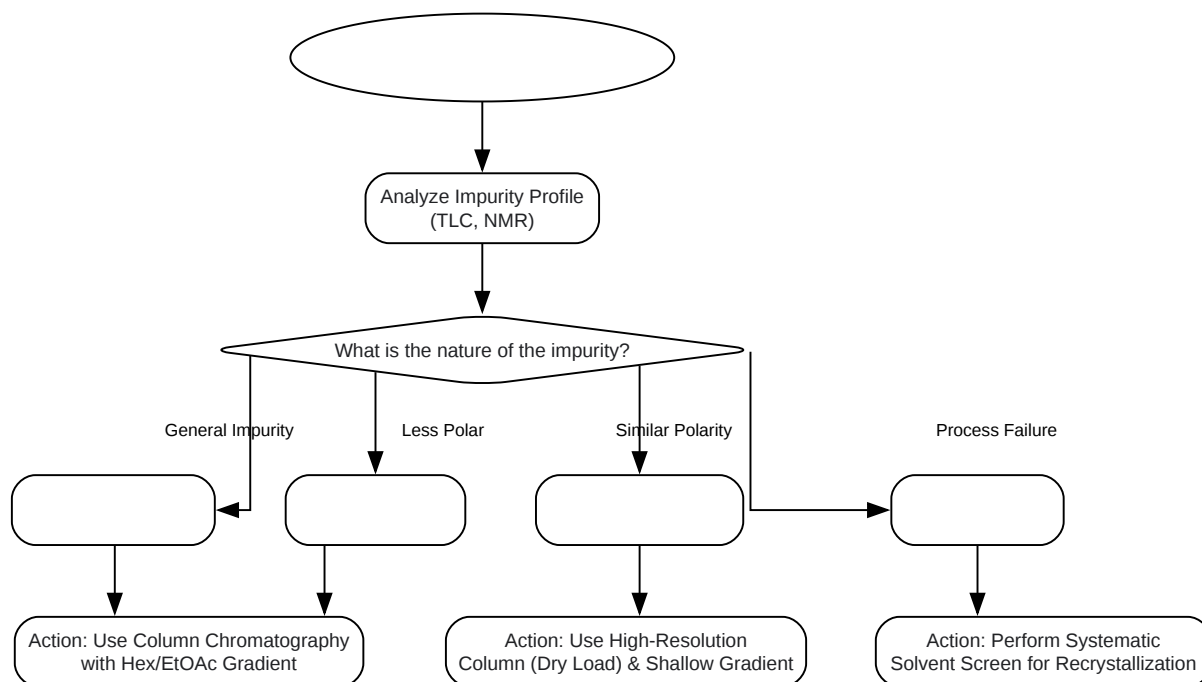 Analyze Impurity Profile
(TLC, NMR)
What is the nature of the impurity?
General Impurity
Less Polar
Similar Polarity
Process Failure
Action: Use Column Chromatography
with Hex/EtOAc Gradient
Action: Use High-Resolution
Column (Dry Load) & Shallow Gradient
Action: Perform Systematic
Solvent Screen for Recrystallization